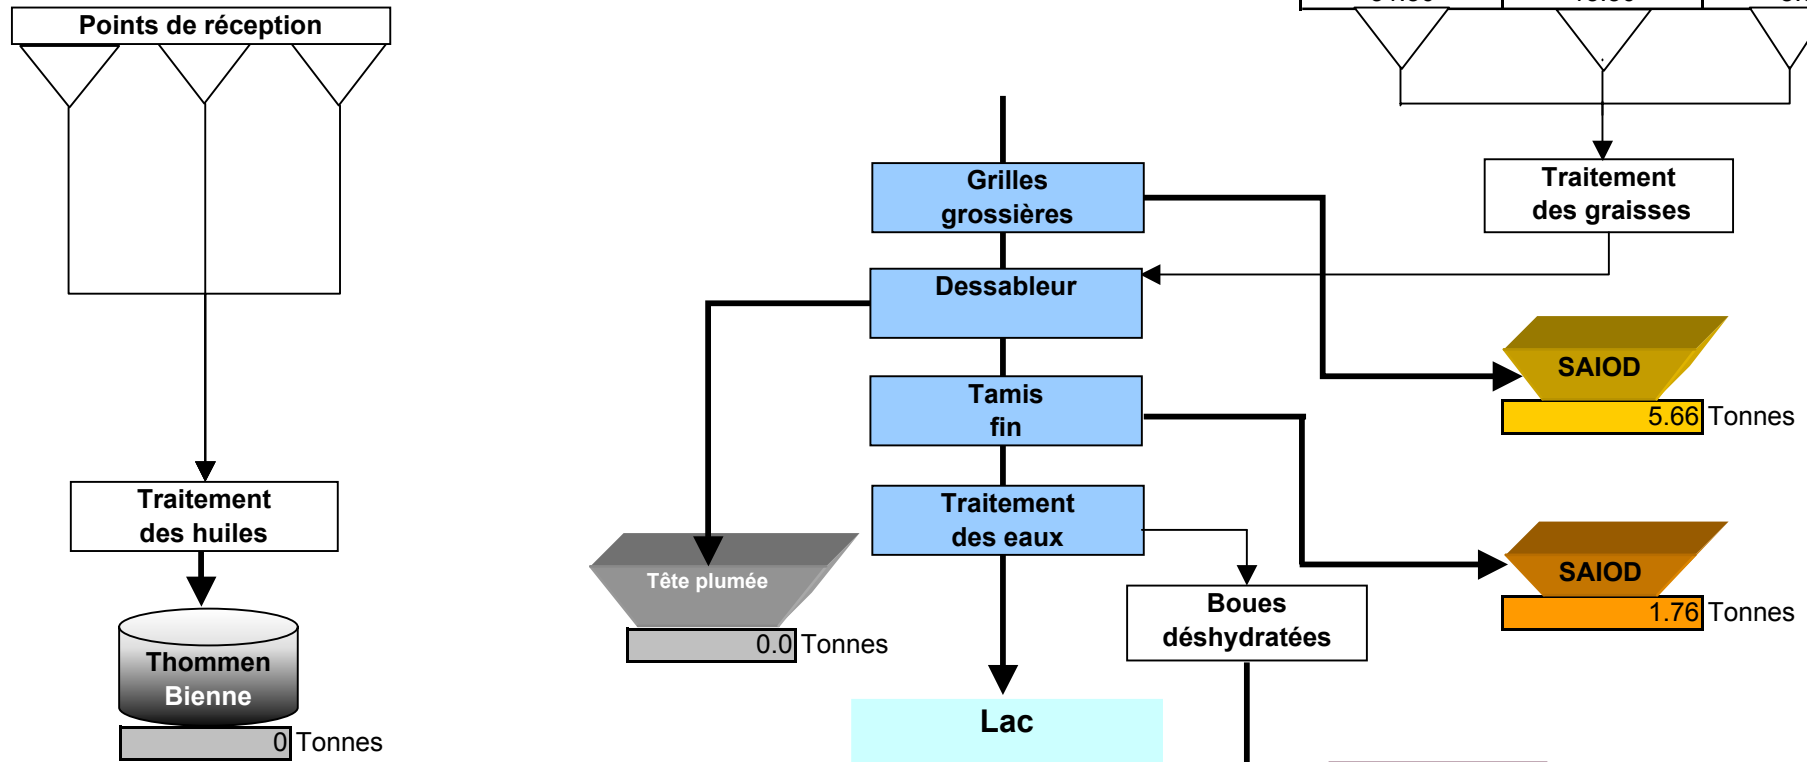 Points de réception
Grilles
grossières
Traitement
des graisses
Dessableur
SAIOD
5.66 Tonnes
Tamis
fin
Traitement
des huiles
Traitement
des eaux
Tête plumée
0.0 Tonnes
SAIOD
1.76 Tonnes
Boues
déshydratées
Thommen
Bienne
0 Tonnes
Lac